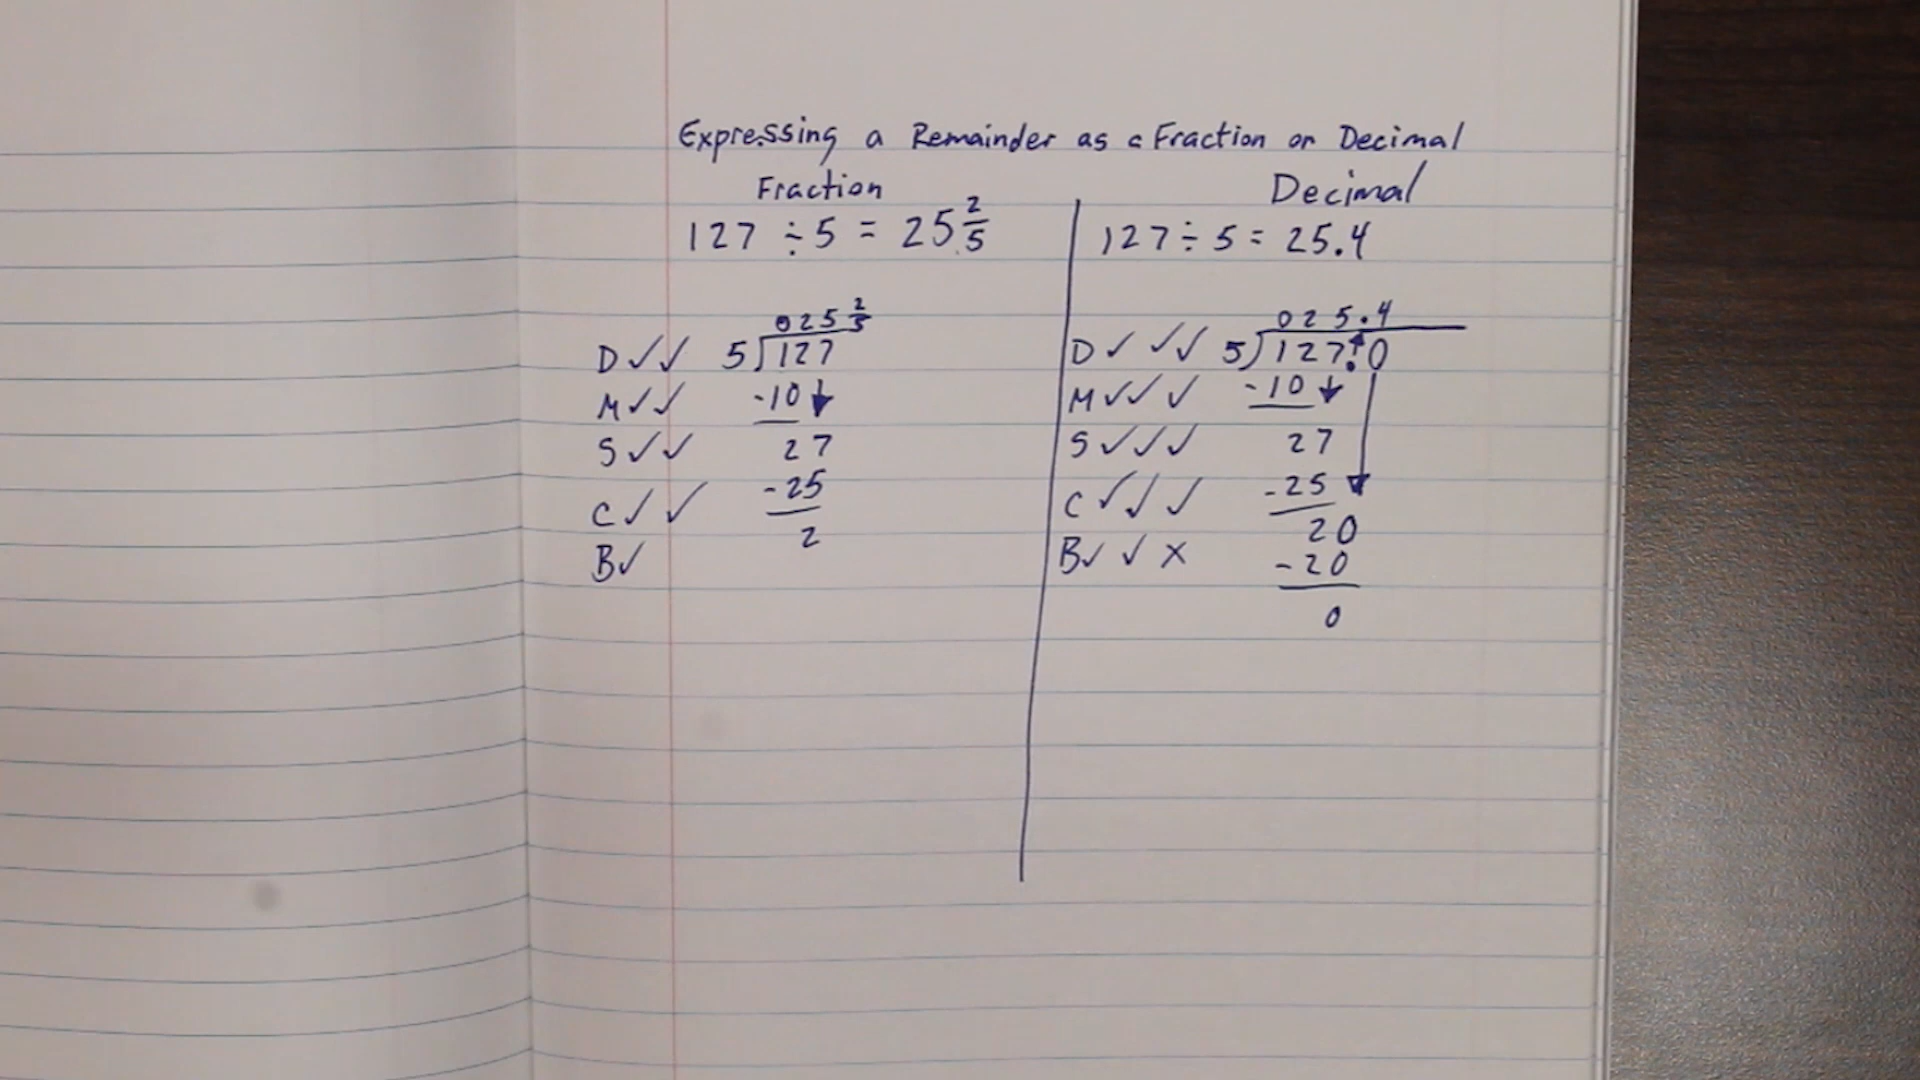 Expressing a Remainder as a Fraction or Decimal
Fraction
127 ÷ 5 = 25 2/5
025 2/5
D✓✓ 5)127
M✓✓ -10↓
S✓✓ 27
C✓✓ -25
2
B✓
Decimal
127 ÷ 5 = 25.4
025.4
D✓✓✓ 5)127.0
M✓✓✓ -10↓
S✓✓✓ 27
C✓✓✓ -25
20
B✓✓x -20
0